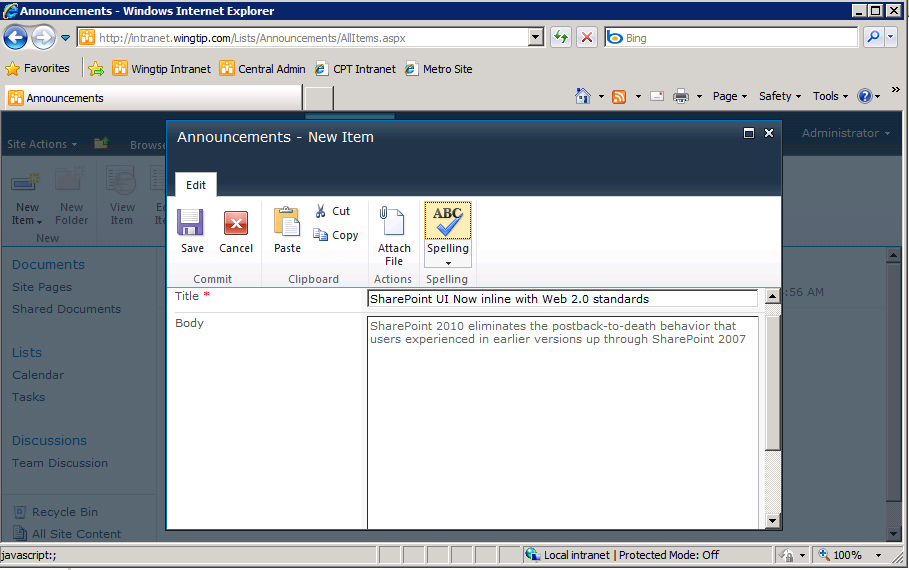 Announcements - Windows Internet Explorer
http://intranet.wingtip.com/Lists/Announcements/AllItems.aspx
Bing
Favorites
Wingtip Intranet
Central Admin
CPT Intranet
Metro Site
Announcements
Page
Safety
Tools
Site Actions
Browse
Administrator
Announcements - New Item
Edit
New Item
New Folder
View Item
New
Save
Cancel
Paste
Cut
Copy
Attach File
ABC
Spelling
Commit
Clipboard
Actions
Spelling
Documents
Site Pages
Shared Documents
Lists
Calendar
Tasks
Discussions
Team Discussion
Recycle Bin
All Site Content
Title *
SharePoint UI Now inline with Web 2.0 standards
:56 AM
Body
SharePoint 2010 eliminates the postback-to-death behavior that
users experienced in earlier versions up through SharePoint 2007
javascript:;
Local intranet | Protected Mode: Off
100%